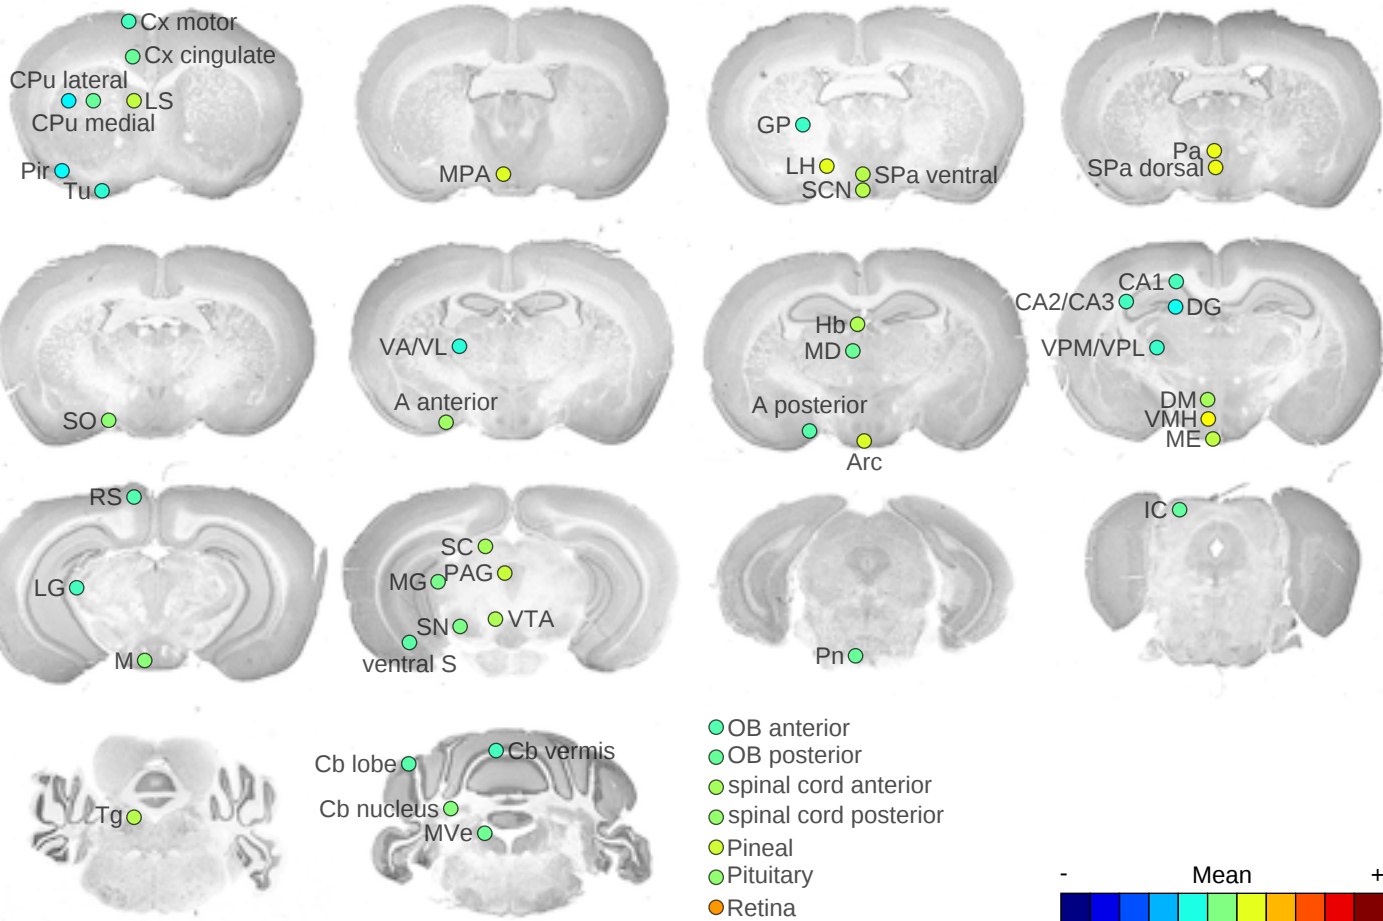 Cx motor
Cx cingulate
CPu lateral
LS
CPu medial
Pir
Tu
MPA
GP
LH
SPa ventral
SCN
Pa
SPa dorsal
SO
VA/VL
A anterior
Hb
MD
A posterior
Arc
CA1
CA2/CA3
DG
VPM/VPL
DM
VMH
ME
RS
LG
M
SC
MG
PAG
SN
VTA
ventral S
Pn
IC
Tg
Cb lobe
Cb vermis
Cb nucleus
MVe
OB anterior
OB posterior
spinal cord anterior
spinal cord posterior
Pineal
Pituitary
Retina
- Mean +